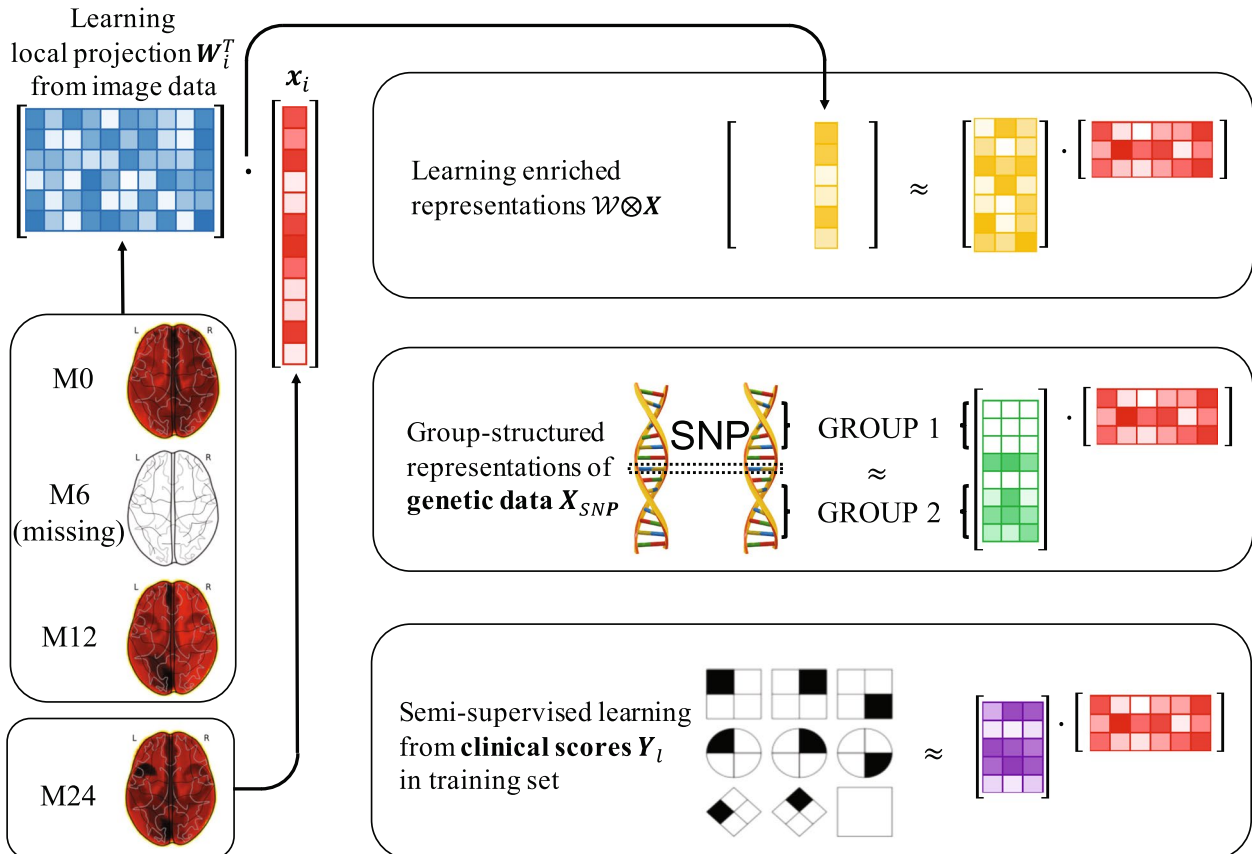 Learning
local projection W_i^T
from image data
x_i
·
Learning enriched
representations 𝒲⊗X
≈
·
L R
M0
L R
M6
(missing)
L R
M12
L R
M24
Group-structured
representations of
genetic data X_SNP
SNP
GROUP 1
≈
GROUP 2
·
Semi-supervised learning
from clinical scores Y_l
in training set
≈
·